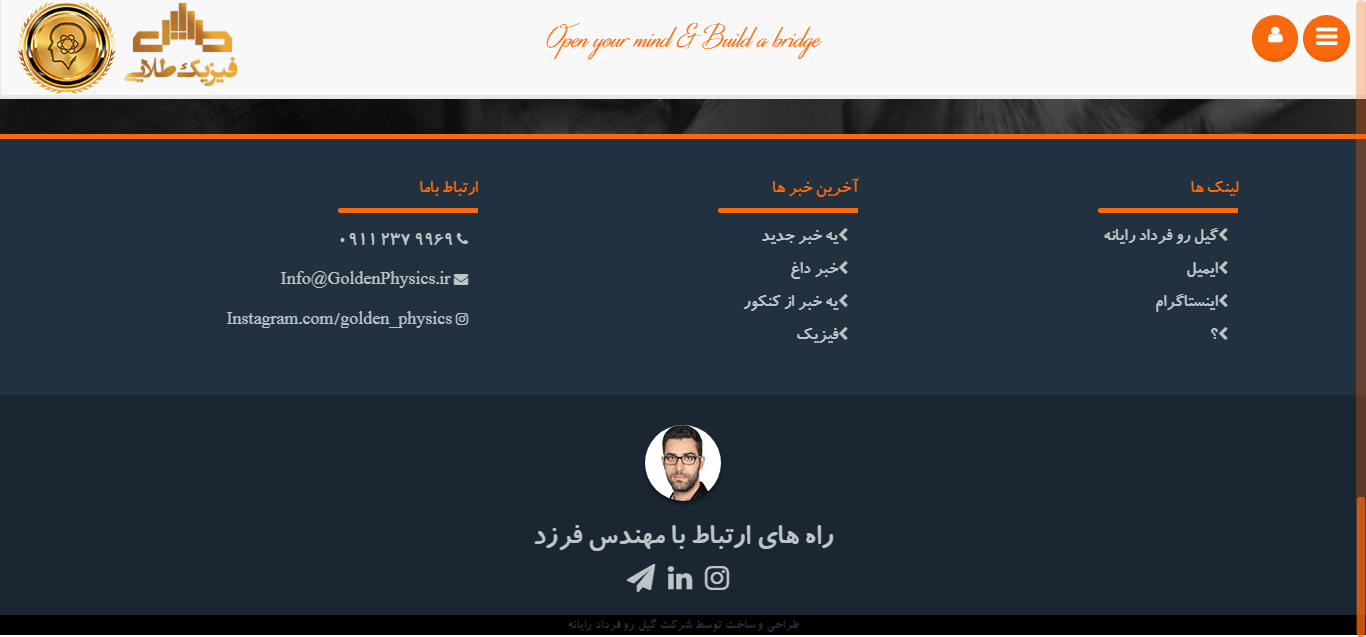 طلایی
فیزیک طلایی
Open your mind & Build a bridge
لینک ها
گیل رو فرداد رایانه
ایمیل
اینستاگرام
؟
آخرین خبر ها
یه خبر جدید
خبر داغ
یه خبر از کنکور
فیزیک
ارتباط باما
۰۹۱۱ ۲۳۷ ۹۹۶۹
Info@GoldenPhysics.ir
Instagram.com/golden_physics
راه های ارتباط با مهندس فرزد
طراحی و ساخت توسط شرکت گیل رو فرداد رایانه